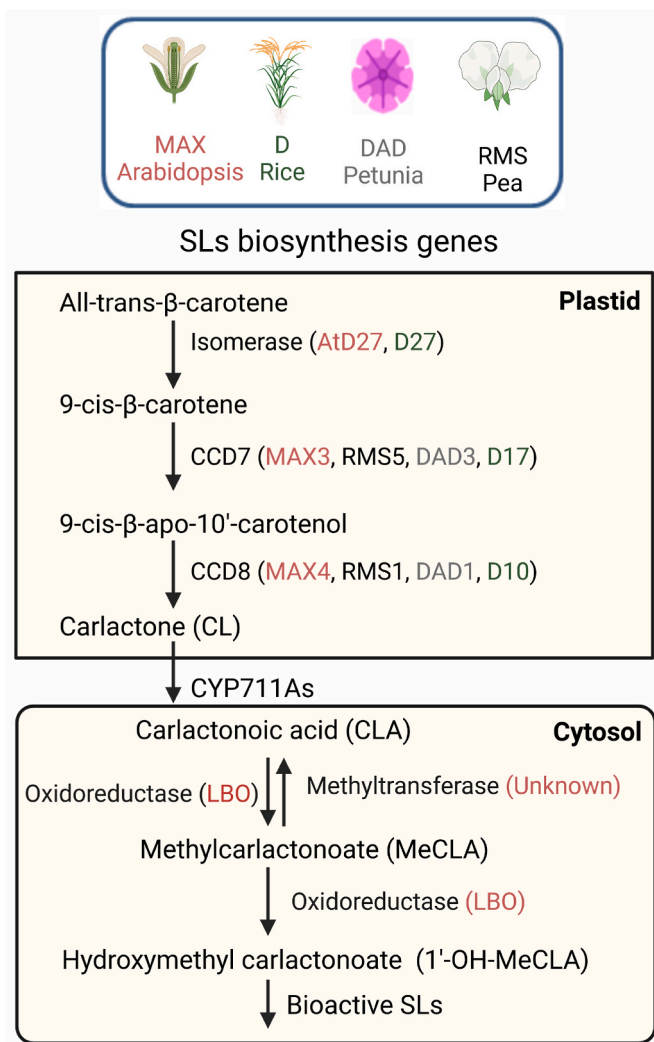 MAX
Arabidopsis
D
Rice
DAD
Petunia
RMS
Pea
SLs biosynthesis genes
Plastid
All-trans-β-carotene
Isomerase (AtD27, D27)
9-cis-β-carotene
CCD7 (MAX3, RMS5, DAD3, D17)
9-cis-β-apo-10'-carotenol
CCD8 (MAX4, RMS1, DAD1, D10)
Carlactone (CL)
CYP711As
Carlactonoic acid (CLA)
Cytosol
Oxidoreductase (LBO)
Methyltransferase (Unknown)
Methylcarlactonoate (MeCLA)
Oxidoreductase (LBO)
Hydroxymethyl carlactonoate (1'-OH-MeCLA)
Bioactive SLs